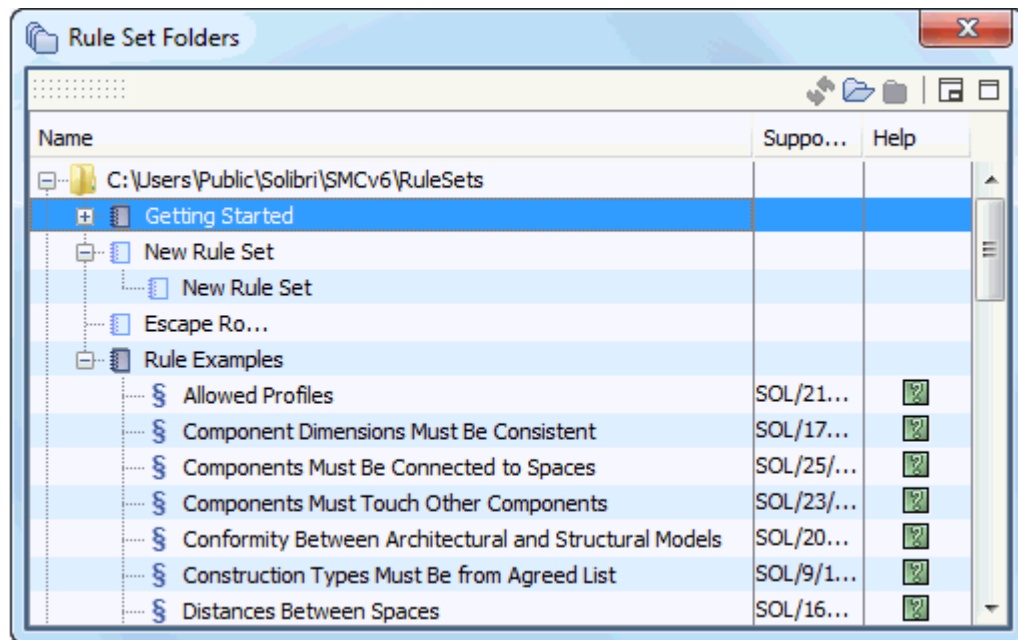 Rule Set Folders
Name Suppo... Help
C:\Users\Public\Solibri\SMCv6\RuleSets
Getting Started
New Rule Set
New Rule Set
Escape Ro...
Rule Examples
§ Allowed Profiles SOL/21...
§ Component Dimensions Must Be Consistent SOL/17...
§ Components Must Be Connected to Spaces SOL/25/...
§ Components Must Touch Other Components SOL/23/...
§ Conformity Between Architectural and Structural Models SOL/20...
§ Construction Types Must Be from Agreed List SOL/9/1...
§ Distances Between Spaces SOL/16...